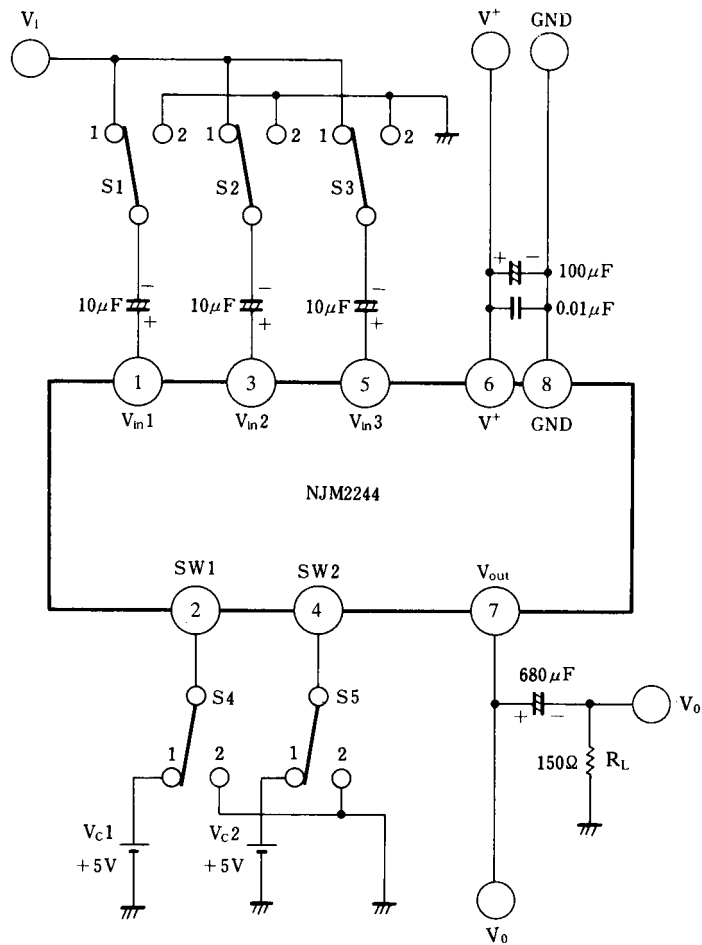 V₁ V⁺ GND
1 2 1 2 1 2
S1 S2 S3
− − − + −
100μF
10μF 10μF 10μF 0.01μF
+ + +
1 3 5 6 8
Vin1 Vin2 Vin3 V⁺ GND
NJM2244
SW1 SW2 Vout
2 4 7
680μF
S4 S5 V₀
+ −
1 2 1 2
150Ω RL
VC1 VC2
+5V +5V
V₀